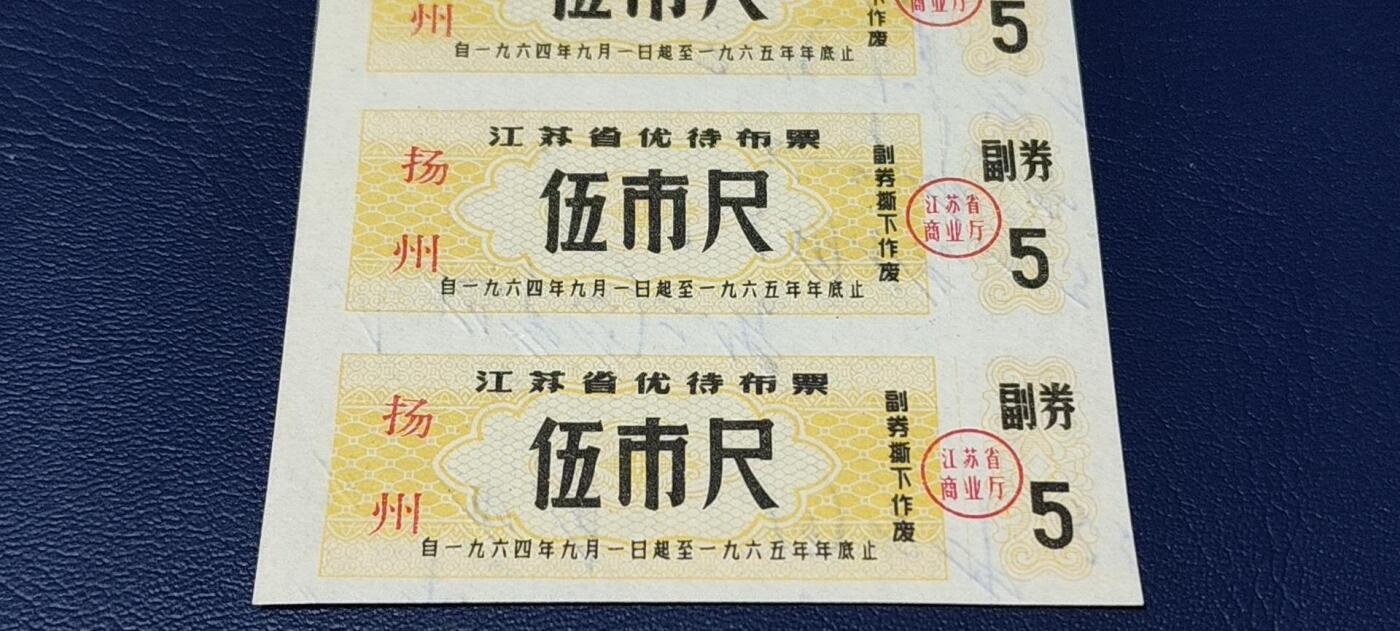 州
伍市尺
自一九六四年九月一日起至一九六五年年底止
下作废
商业厅
5
江苏省优待布票
扬州
伍市尺
自一九六四年九月一日起至一九六五年年底止
副券撕下作废
江苏省
商业厅
副券
5
江苏省优待布票
扬州
伍市尺
自一九六四年九月一日起至一九六五年年底止
副券撕下作废
江苏省
商业厅
副券
5